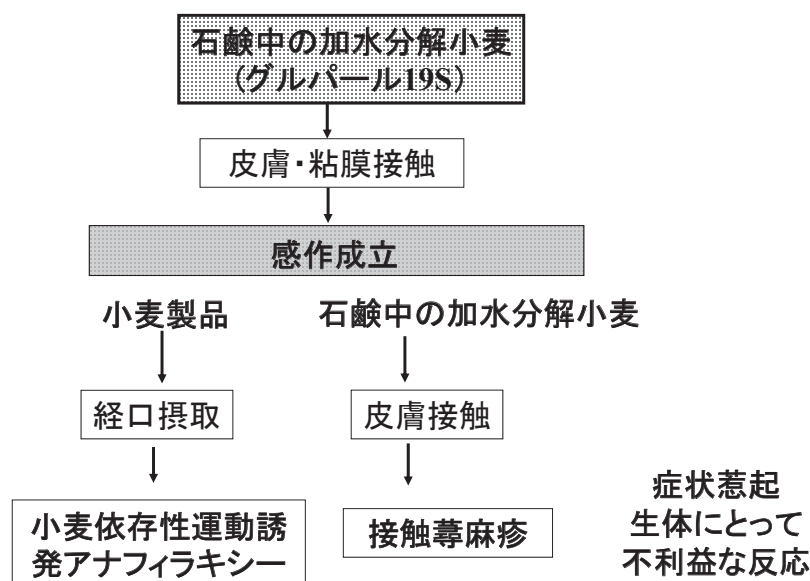 石鹸中の加水分解小麦
(グルパール19S)
皮膚・粘膜接触
感作成立
小麦製品
石鹸中の加水分解小麦
経口摂取
皮膚接触
小麦依存性運動誘
発アナフィラキシー
接触蕁麻疹
症状惹起
生体にとって
不利益な反応